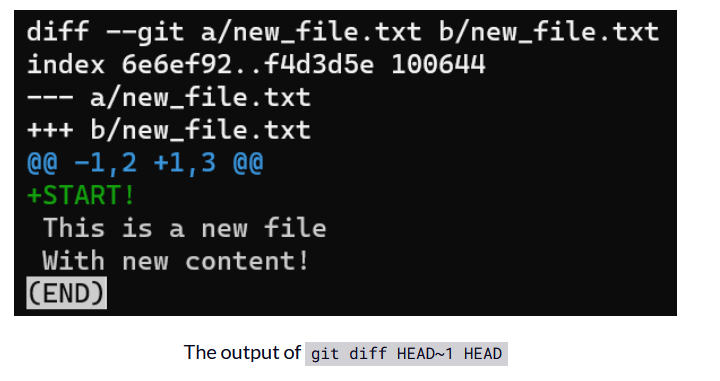 diff --git a/new_file.txt b/new_file.txt
index 6e6ef92..f4d3d5e 100644
--- a/new_file.txt
+++ b/new_file.txt
@@ -1,2 +1,3 @@
+START!
 This is a new file
 With new content!
(END)
The output of git diff HEAD~1 HEAD